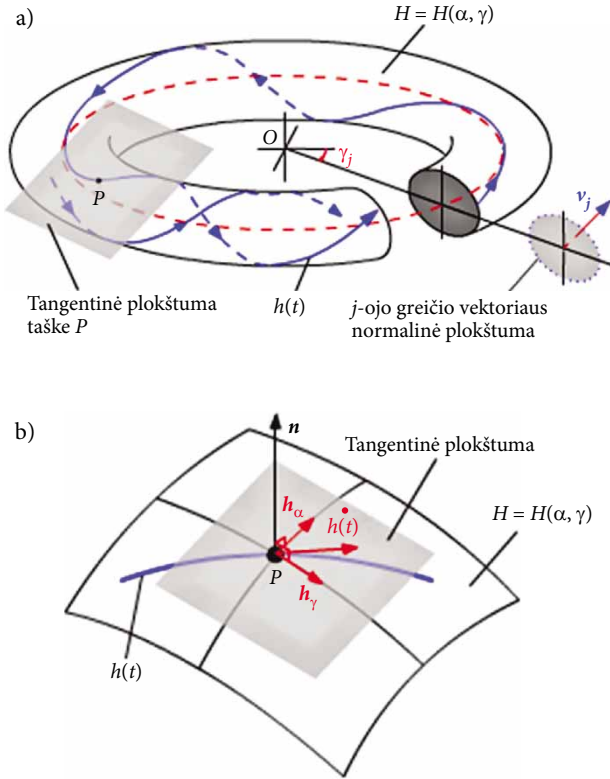 a)
H = H(α, γ)
O
γj
P
vj
Tangentinė plokštuma
taške P
h(t)
j-ojo greičio vektoriaus
normalinė plokštuma
b)
n
Tangentinė plokštuma
hα
ḣ(t)
H = H(α, γ)
P
hγ
h(t)